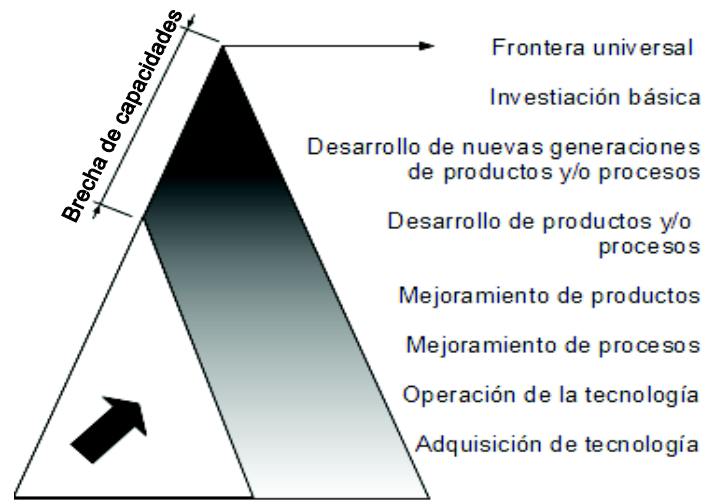 Brecha de capacidades
Frontera universal
Investiación básica
Desarrollo de nuevas generaciones
de productos y/o procesos
Desarrollo de productos y/o
procesos
Mejoramiento de productos
Mejoramiento de procesos
Operación de la tecnología
Adquisición de tecnología